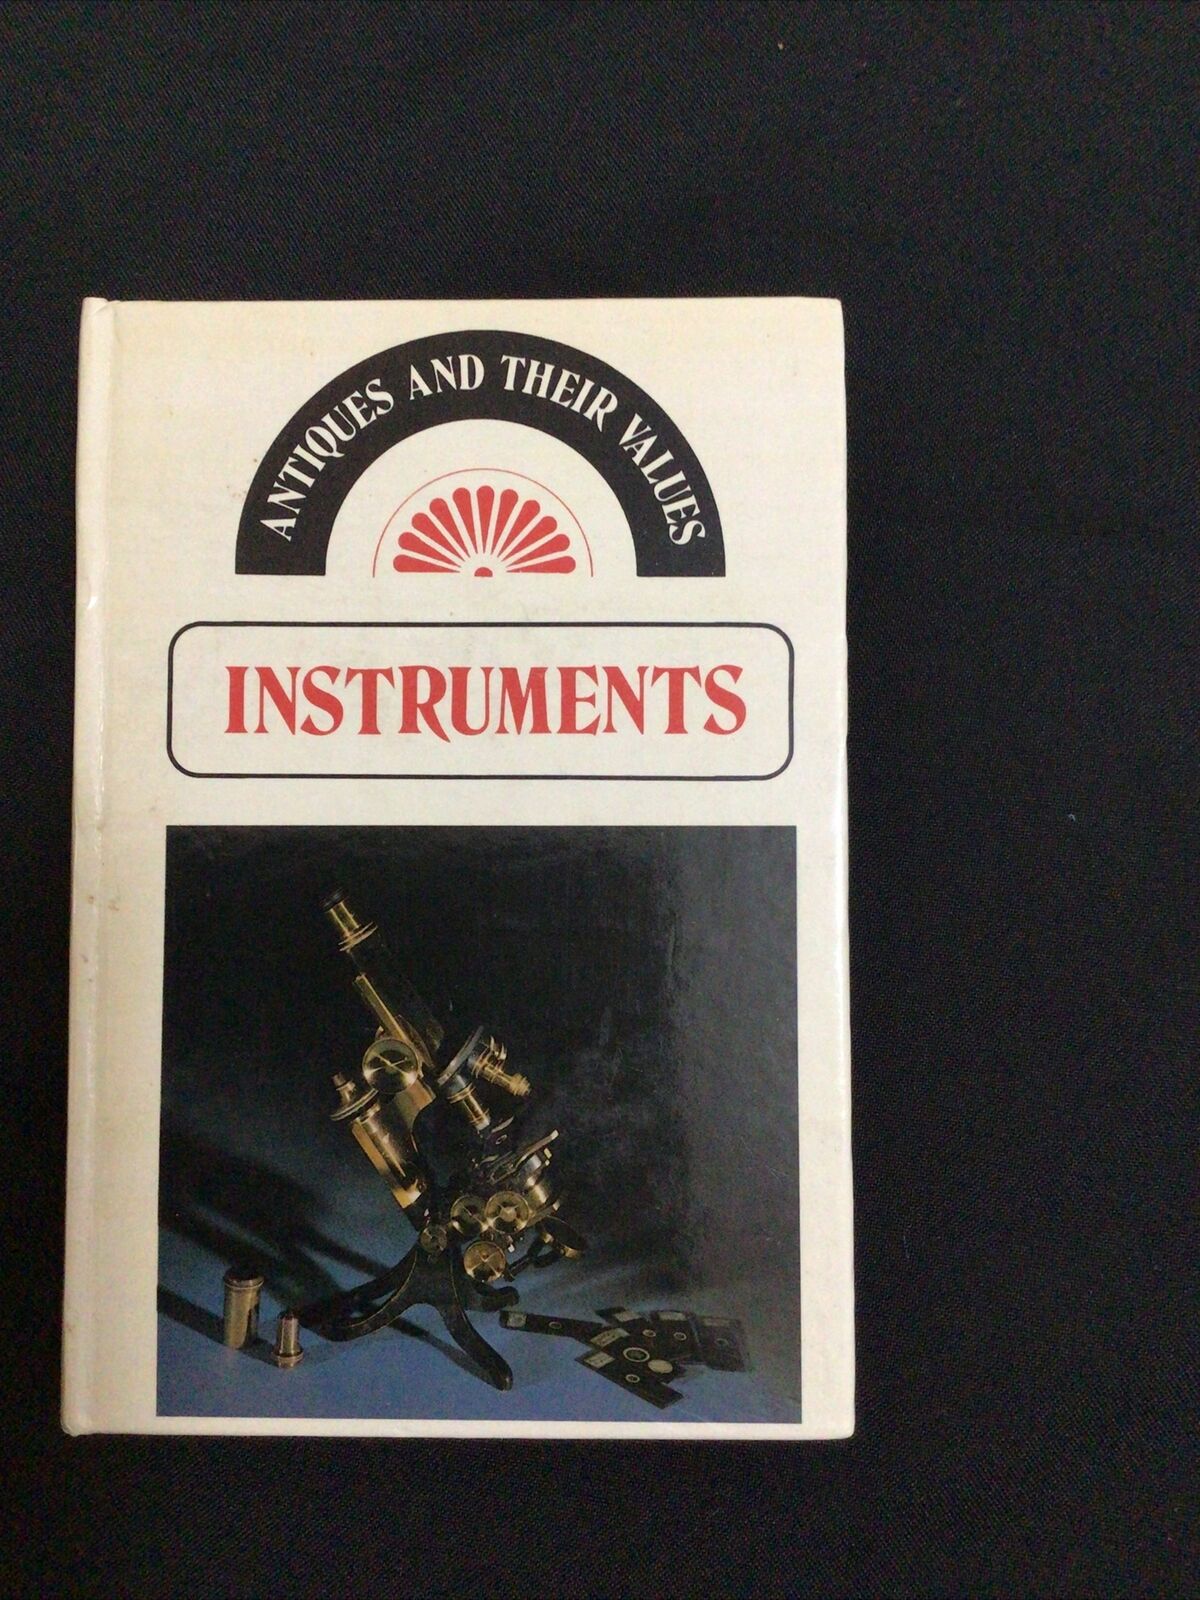 ANTIQUES AND THEIR VALUES
INSTRUMENTS